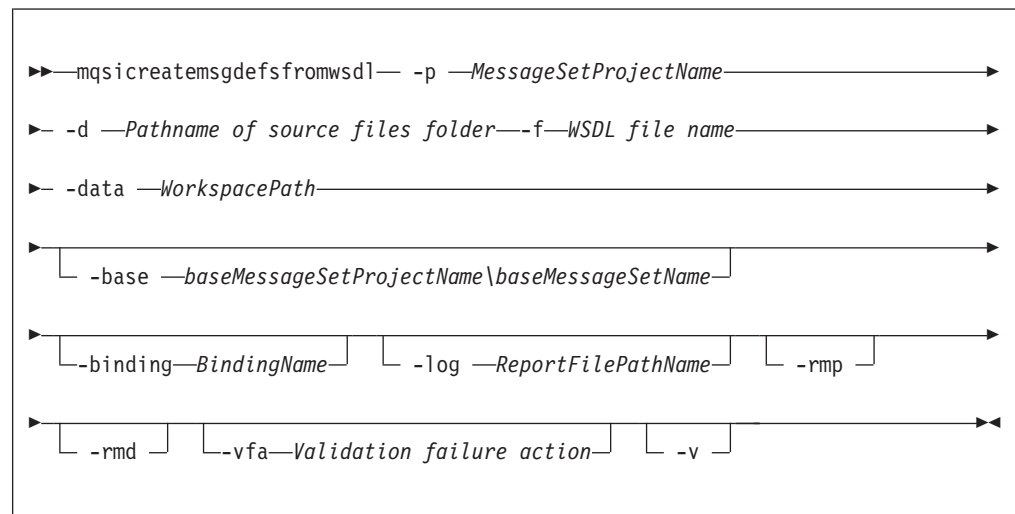 mqsicreatemsgdefsfromwsdl -p MessageSetProjectName
-d Pathname of source files folder -f WSDL file name
-data WorkspacePath
-base baseMessageSetProjectName\baseMessageSetName
-binding BindingName -log ReportFilePathName -rmp
-rmd -vfa Validation failure action -v